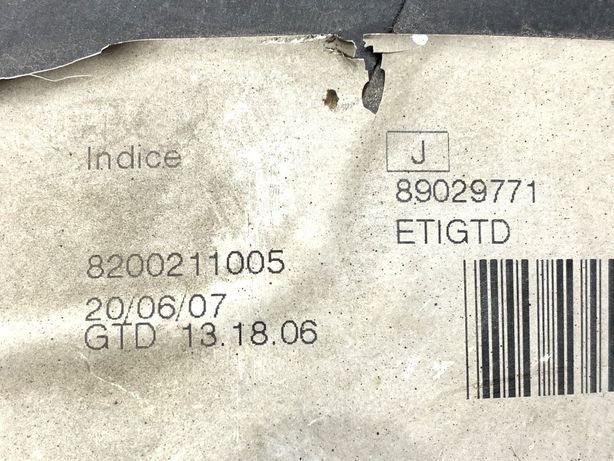 Indice J
89029771
ETIGTD
8200211005
20/06/07
GTD 13.18.06